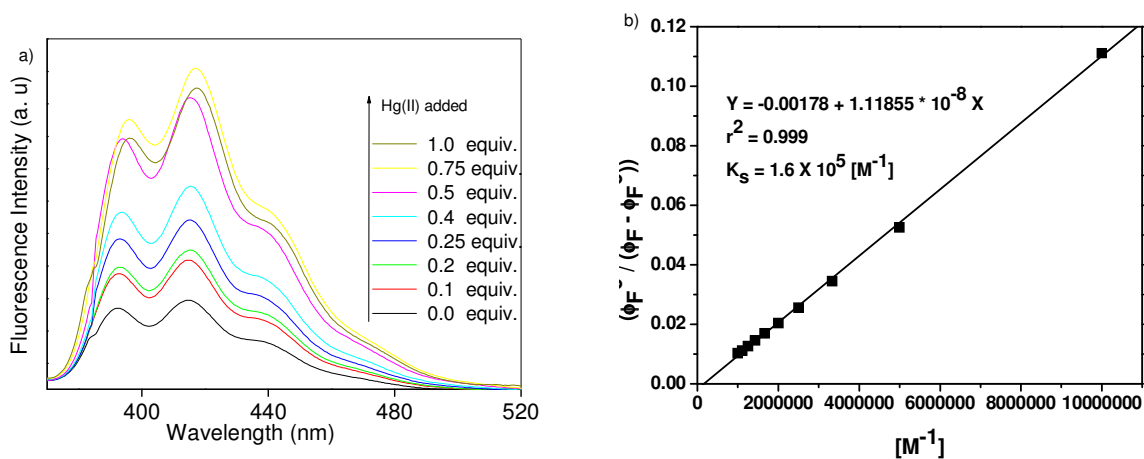 a)
Fluorescence Intensity (a. u)
Hg(II) added
1.0 equiv.
0.75 equiv.
0.5 equiv.
0.4 equiv.
0.25 equiv.
0.2 equiv.
0.1 equiv.
0.0 equiv.
400 440 480 520
Wavelength (nm)
b)
0.12
0.10
0.08
0.06
0.04
0.02
0.00
Y = -0.00178 + 1.11855 * 10^-8 X
r^2 = 0.999
K_s = 1.6 X 10^5 [M^-1]
0 2000000 4000000 6000000 8000000 10000000
[M^-1]